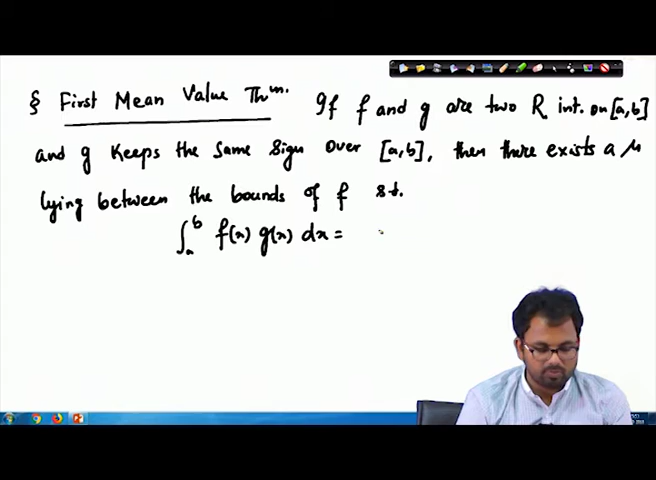 § First Mean Value Thm. If f and g are two R int. on [a,b]
and g keeps the same sign over [a,b], then there exists a μ
lying between the bounds of f s.t.
∫_a^b f(x) g(x) dx =